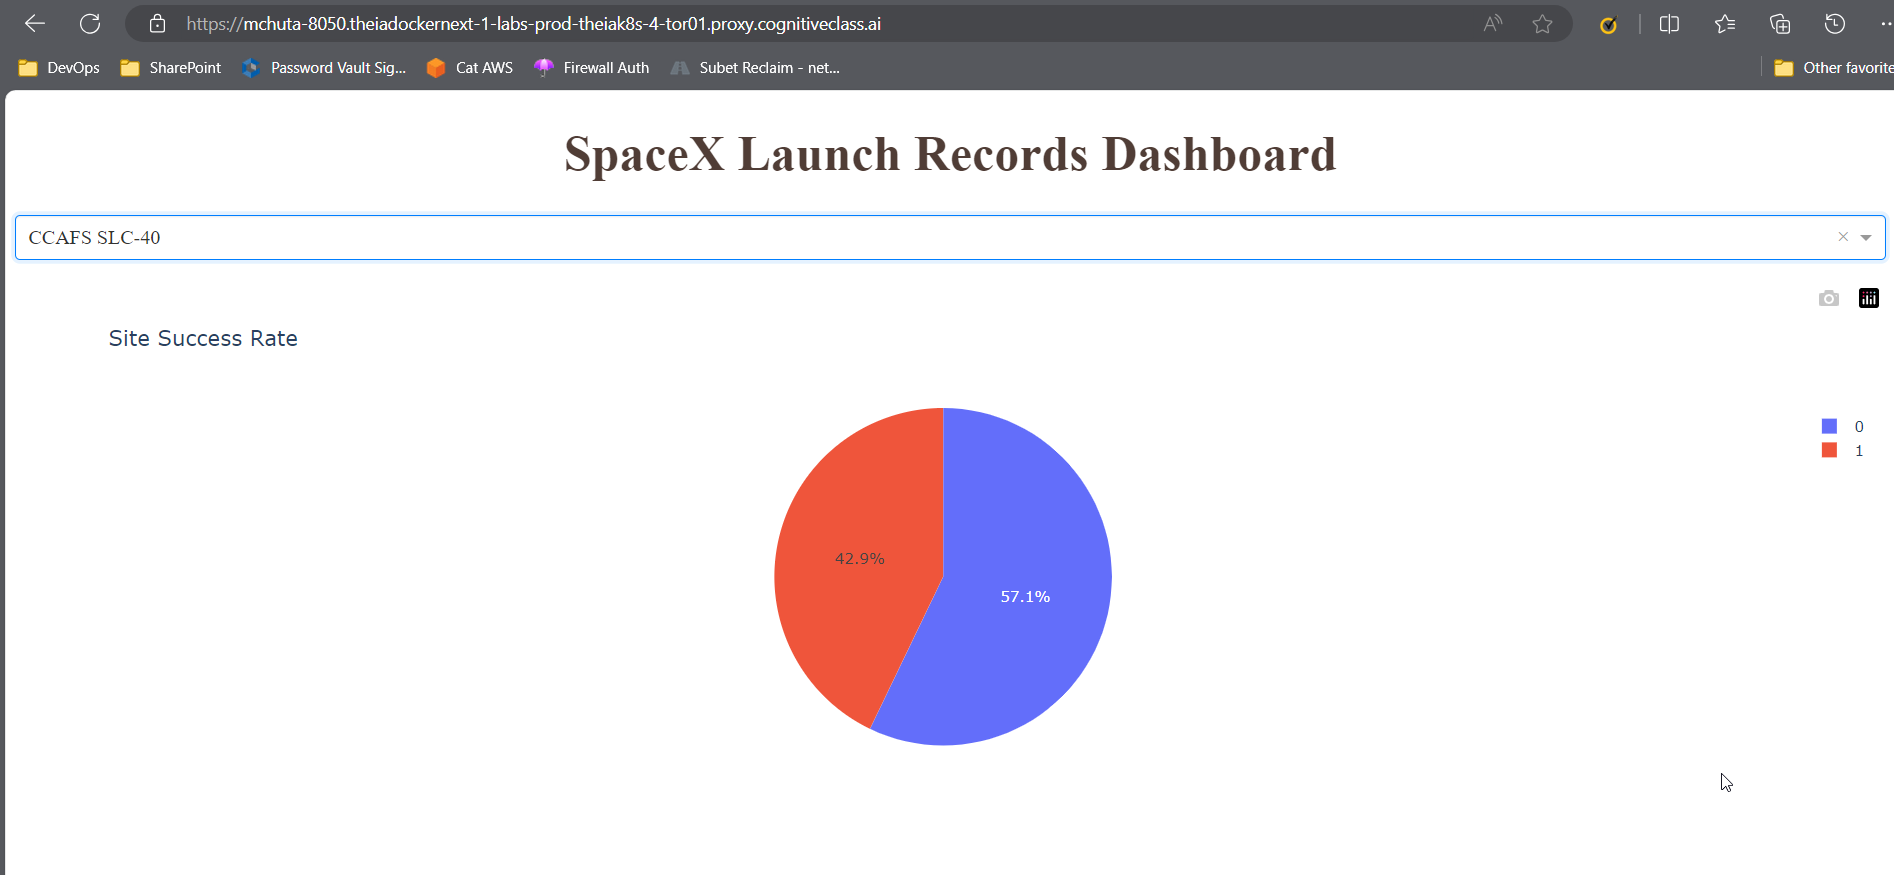 https://mchuta-8050.theiadockernext-1-labs-prod-theiak8s-4-tor01.proxy.cognitiveclass.ai
DevOps SharePoint Password Vault Sig... Cat AWS Firewall Auth Subet Reclaim - net... Other favorite
SpaceX Launch Records Dashboard
CCAFS SLC-40
Site Success Rate
0
1
42.9%
57.1%